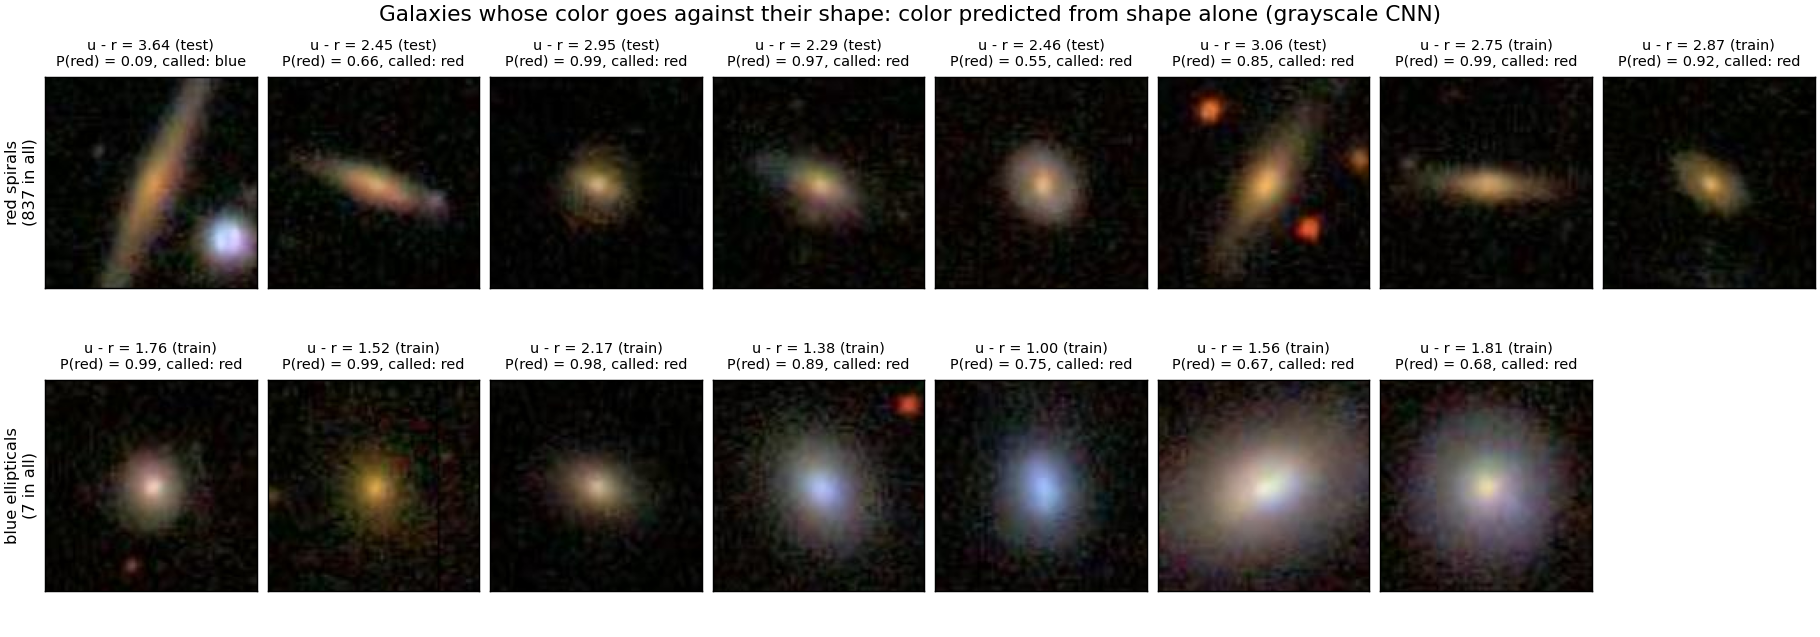 Galaxies whose color goes against their shape: color predicted from shape alone (grayscale CNN)
u - r = 3.64 (test)
P(red) = 0.09, called: blue
u - r = 2.45 (test)
P(red) = 0.66, called: red
u - r = 2.95 (test)
P(red) = 0.99, called: red
u - r = 2.29 (test)
P(red) = 0.97, called: red
u - r = 2.46 (test)
P(red) = 0.55, called: red
u - r = 3.06 (test)
P(red) = 0.85, called: red
u - r = 2.75 (train)
P(red) = 0.99, called: red
u - r = 2.87 (train)
P(red) = 0.92, called: red
red spirals
(837 in all)
u - r = 1.76 (train)
P(red) = 0.99, called: red
u - r = 1.52 (train)
P(red) = 0.99, called: red
u - r = 2.17 (train)
P(red) = 0.98, called: red
u - r = 1.38 (train)
P(red) = 0.89, called: red
u - r = 1.00 (train)
P(red) = 0.75, called: red
u - r = 1.56 (train)
P(red) = 0.67, called: red
u - r = 1.81 (train)
P(red) = 0.68, called: red
blue ellipticals
(7 in all)